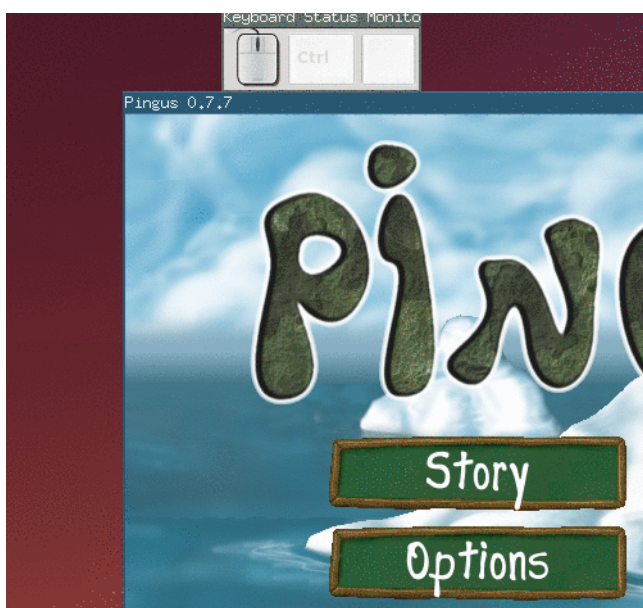 Keyboard Status Monito
Ctrl
Pingus 0.7.7
Pin
Story
Options